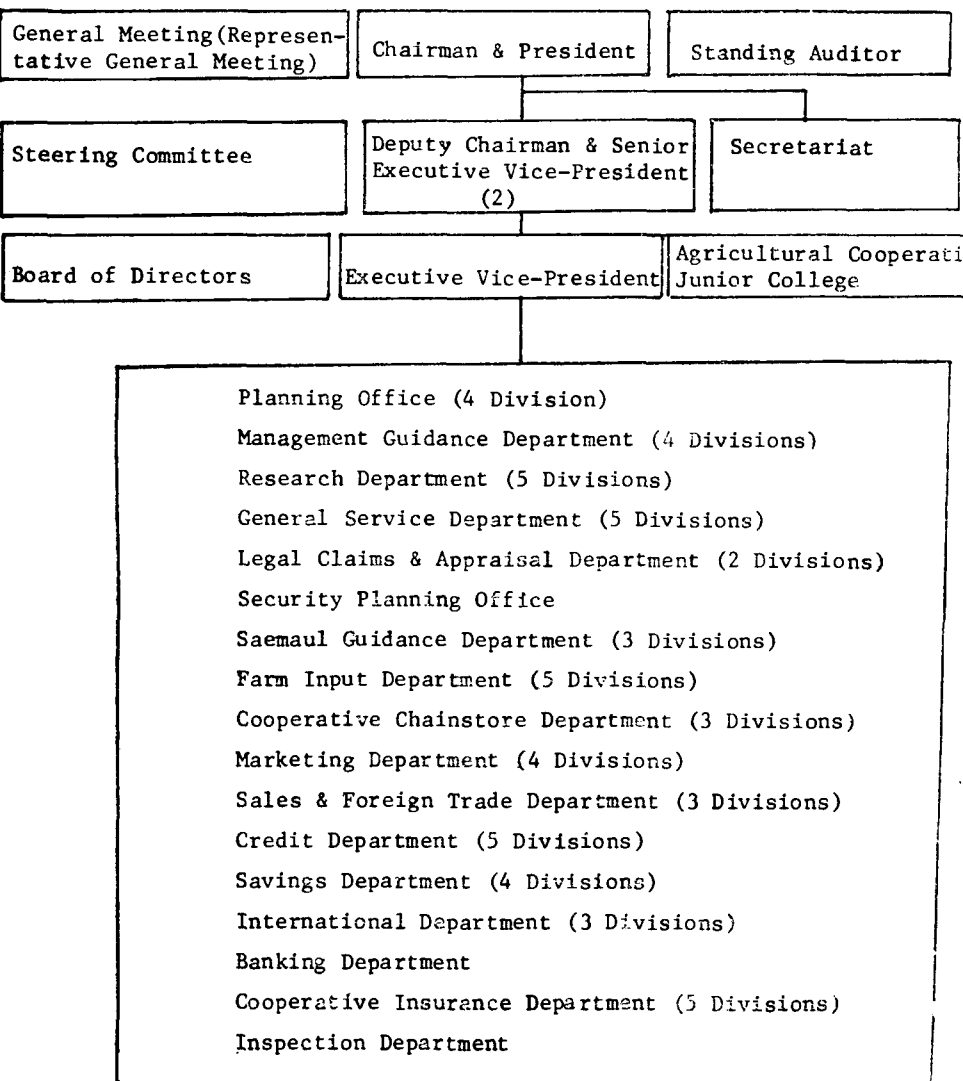 General Meeting(Represen-
tative General Meeting)
Chairman & President
Standing Auditor
Steering Committee
Deputy Chairman & Senior
Executive Vice-President
(2)
Secretariat
Board of Directors
Executive Vice-President
Agricultural Cooperati
Junior College
Planning Office (4 Division)
Management Guidance Department (4 Divisions)
Research Department (5 Divisions)
General Service Department (5 Divisions)
Legal Claims & Appraisal Department (2 Divisions)
Security Planning Office
Saemaul Guidance Department (3 Divisions)
Farm Input Department (5 Divisions)
Cooperative Chainstore Department (3 Divisions)
Marketing Department (4 Divisions)
Sales & Foreign Trade Department (3 Divisions)
Credit Department (5 Divisions)
Savings Department (4 Divisions)
International Department (3 Divisions)
Banking Department
Cooperative Insurance Department (5 Divisions)
Inspection Department